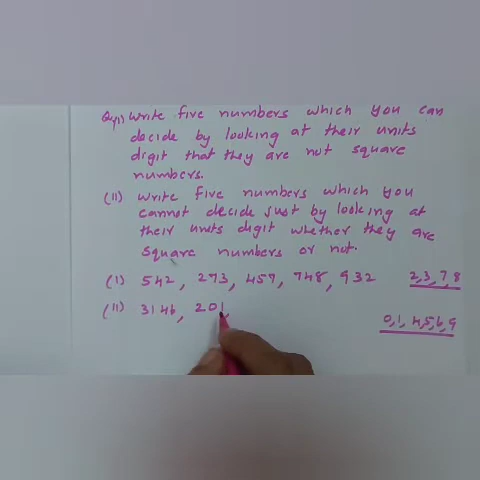 Q4(i) Write five numbers which you can
decide by looking at their units
digit that they are not square
numbers.
(II) Write five numbers which you
cannot decide just by looking at
their units digit whether they are
square numbers or not.
(I) 542, 273, 457, 748, 932 2,3,7,8
(II) 3146, 201 0,1,4,5,6,9